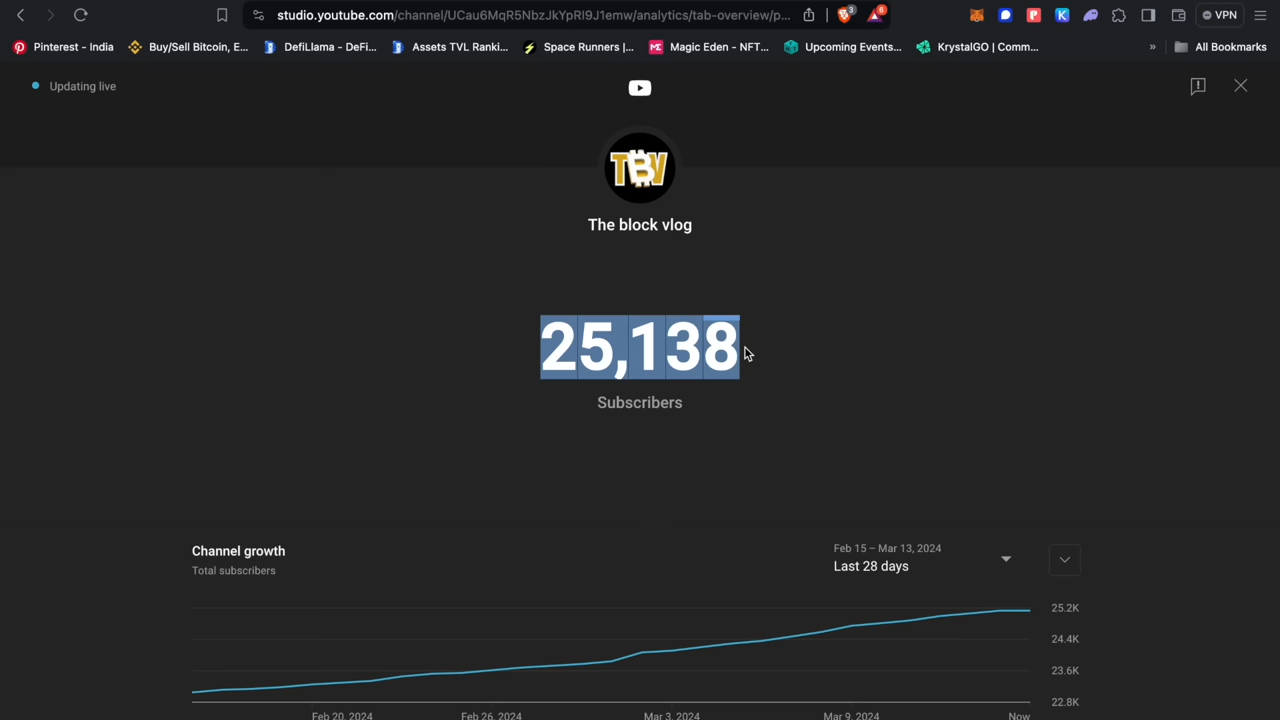 studio.youtube.com/channel/UCau6MqR5NbzJkYpRl9J1emw/analytics/tab-overview/p...
3
6
VPN
Pinterest - India
Buy/Sell Bitcoin, E...
DefiLlama - DeFi...
Assets TVL Ranki...
Space Runners |...
Magic Eden - NFT...
Upcoming Events...
KrystalGO | Comm...
»
All Bookmarks
Updating live
TBV
The block vlog
25,138
Subscribers
Channel growth
Total subscribers
Feb 15 – Mar 13, 2024
Last 28 days
25.2K
24.4K
23.6K
22.8K
Feb 20, 2024
Feb 26, 2024
Mar 3, 2024
Mar 9, 2024
Now